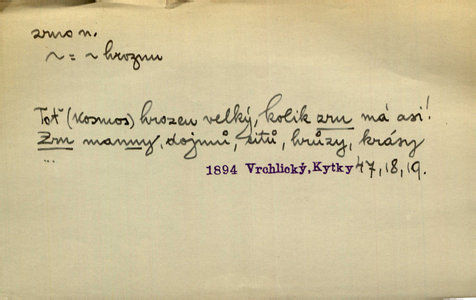 zrno n.
~ = ~ hroznu
Toť (Kosmos) hrozen velký, kolik zrn má asi!
Zrn manny, dojmů, citů, hrůzy, krásy
...
1894 Vrchlický, Kytky 47, 18, 19.